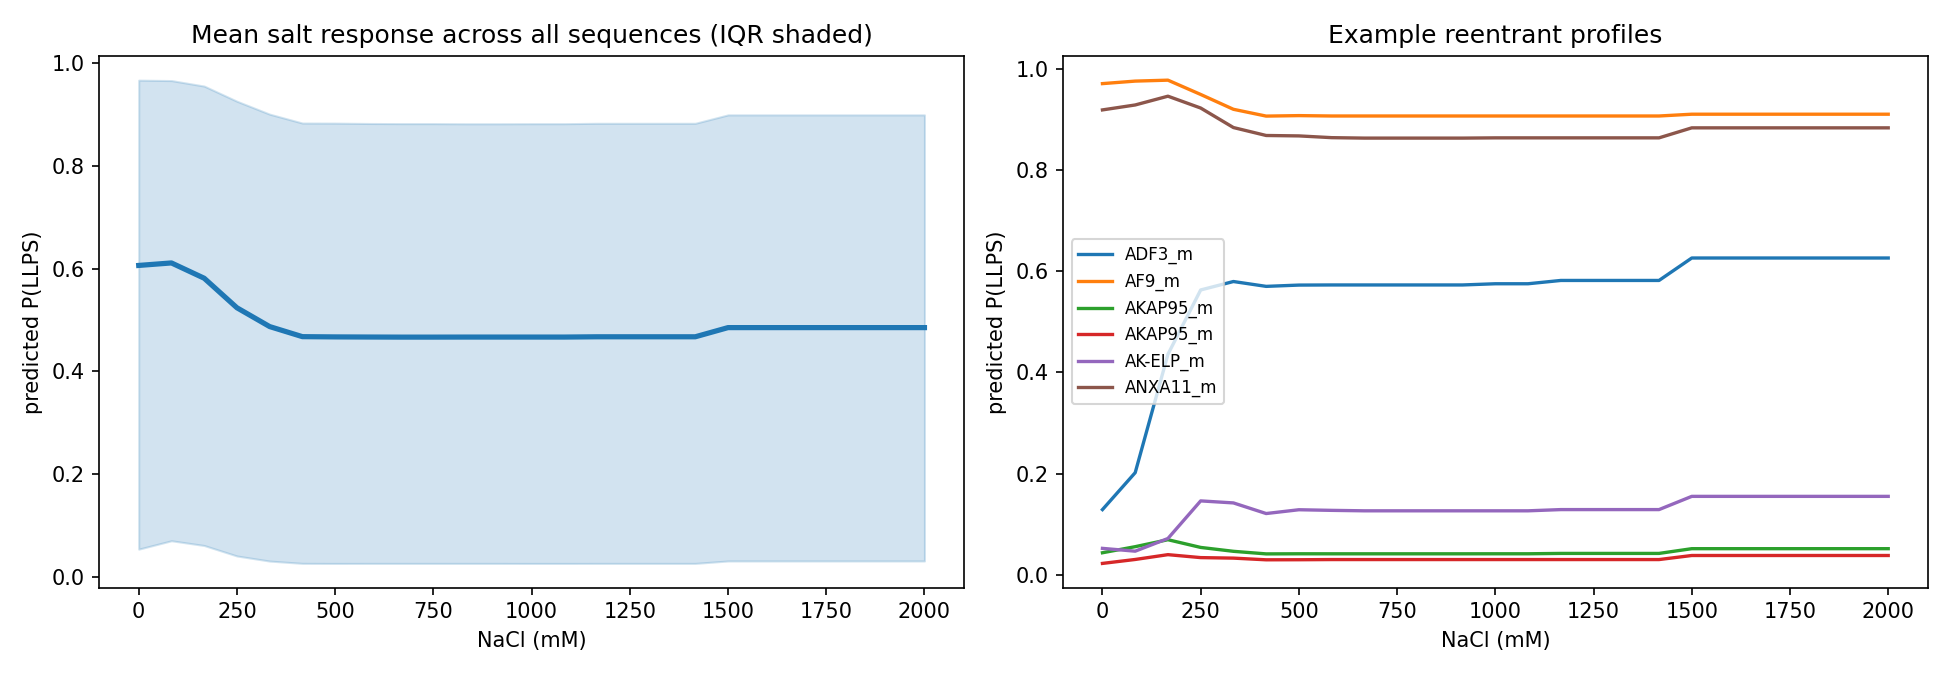 Mean salt response across all sequences (IQR shaded)
predicted P(LLPS)
1.0
0.8
0.6
0.4
0.2
0.0
0 250 500 750 1000 1250 1500 1750 2000
NaCl (mM)
Example reentrant profiles
predicted P(LLPS)
1.0
0.8
0.6
0.4
0.2
0.0
ADF3_m
AF9_m
AKAP95_m
AKAP95_m
AK-ELP_m
ANXA11_m
0 250 500 750 1000 1250 1500 1750 2000
NaCl (mM)